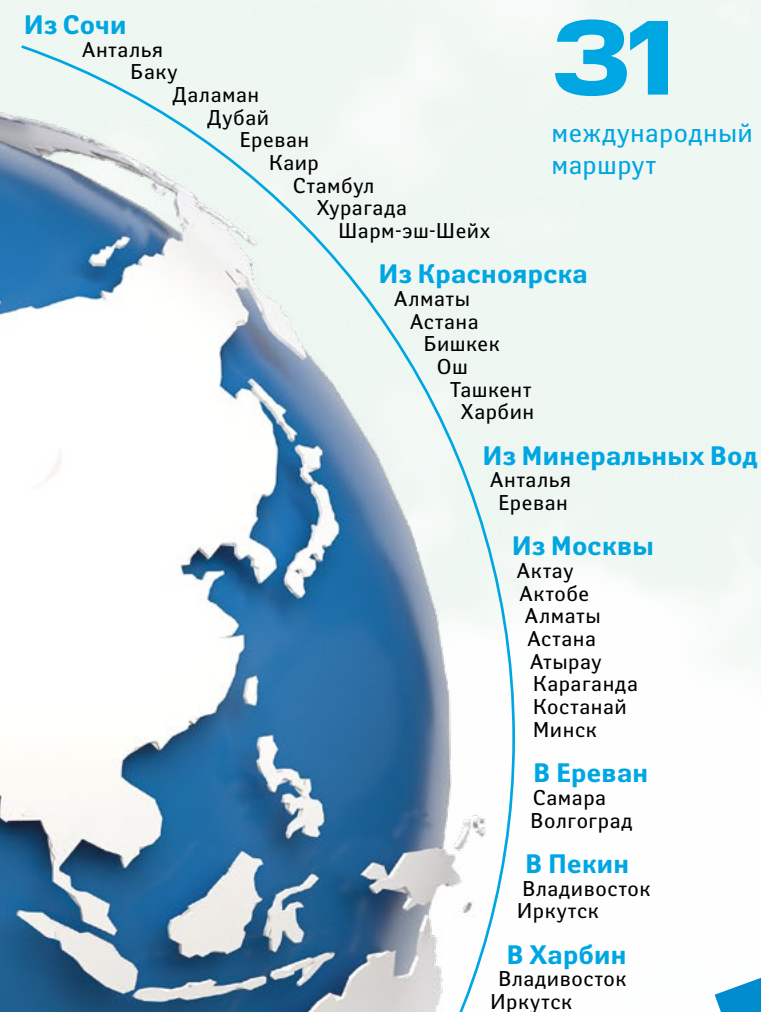 Из Сочи
Анталья
Баку
Даламан
Дубай
Ереван
Каир
Стамбул
Хурагада
Шарм-эш-Шейх
31
международный
маршрут
Из Красноярска
Алматы
Астана
Бишкек
Ош
Ташкент
Харбин
Из Минеральных Вод
Анталья
Ереван
Из Москвы
Актау
Актобе
Алматы
Астана
Атырау
Караганда
Костанай
Минск
В Ереван
Самара
Волгоград
В Пекин
Владивосток
Иркутск
В Харбин
Владивосток
Иркутск